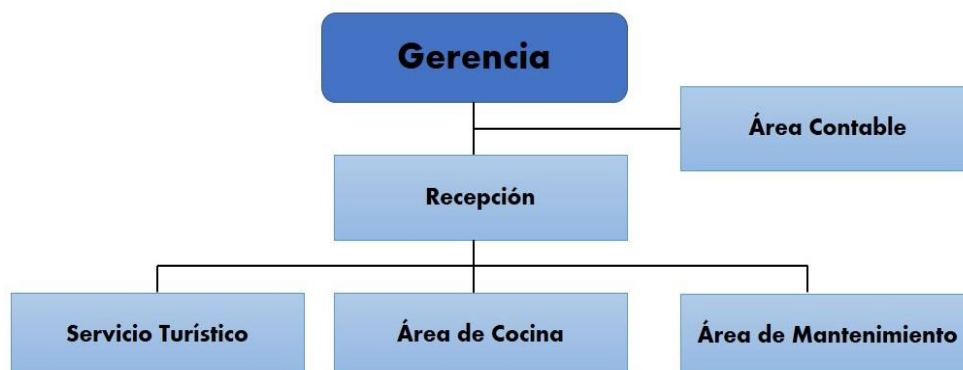 Gerencia
Área Contable
Recepción
Servicio Turístico
Área de Cocina
Área de Mantenimiento